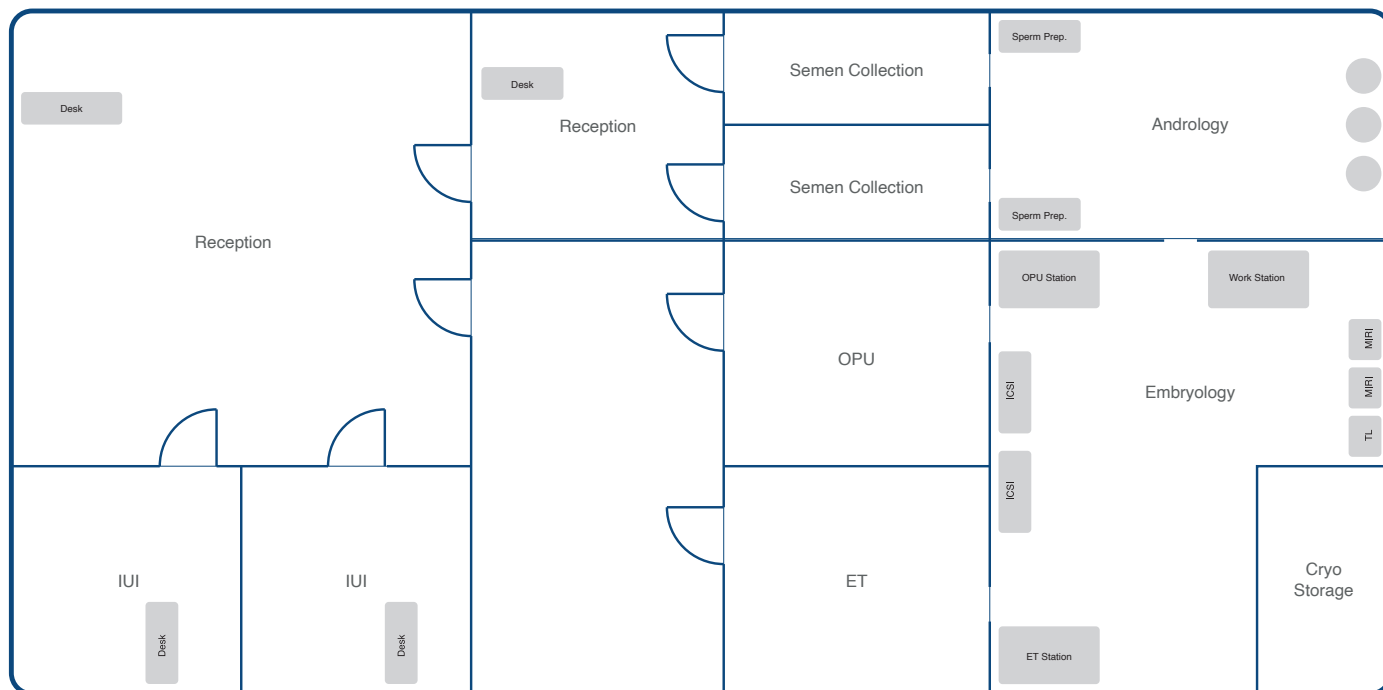 Sperm Prep.
Semen Collection
Desk
Desk
Reception
Andrology
Semen Collection
Sperm Prep.
Reception
OPU Station
Work Station
MIRI
OPU
ICSI
MIRI
Embryology
TL
ICSI
IUI
IUI
ET
Cryo
Storage
Desk
Desk
ET Station